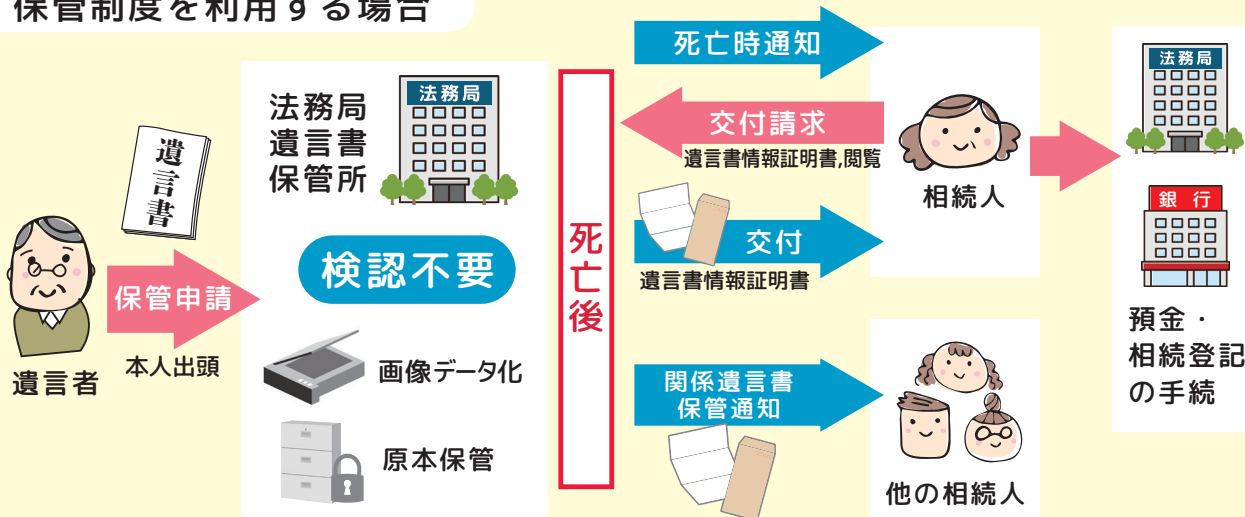 保管制度を利用する場合
遺言書
遺言者
保管申請
本人出頭
法務局
遺言書
保管所
法務局
検認不要
画像データ化
原本保管
死亡後
死亡時通知
交付請求
遺言書情報証明書,閲覧
交付
遺言書情報証明書
関係遺言書
保管通知
相続人
他の相続人
法務局
銀行
預金・
相続登記
の手続